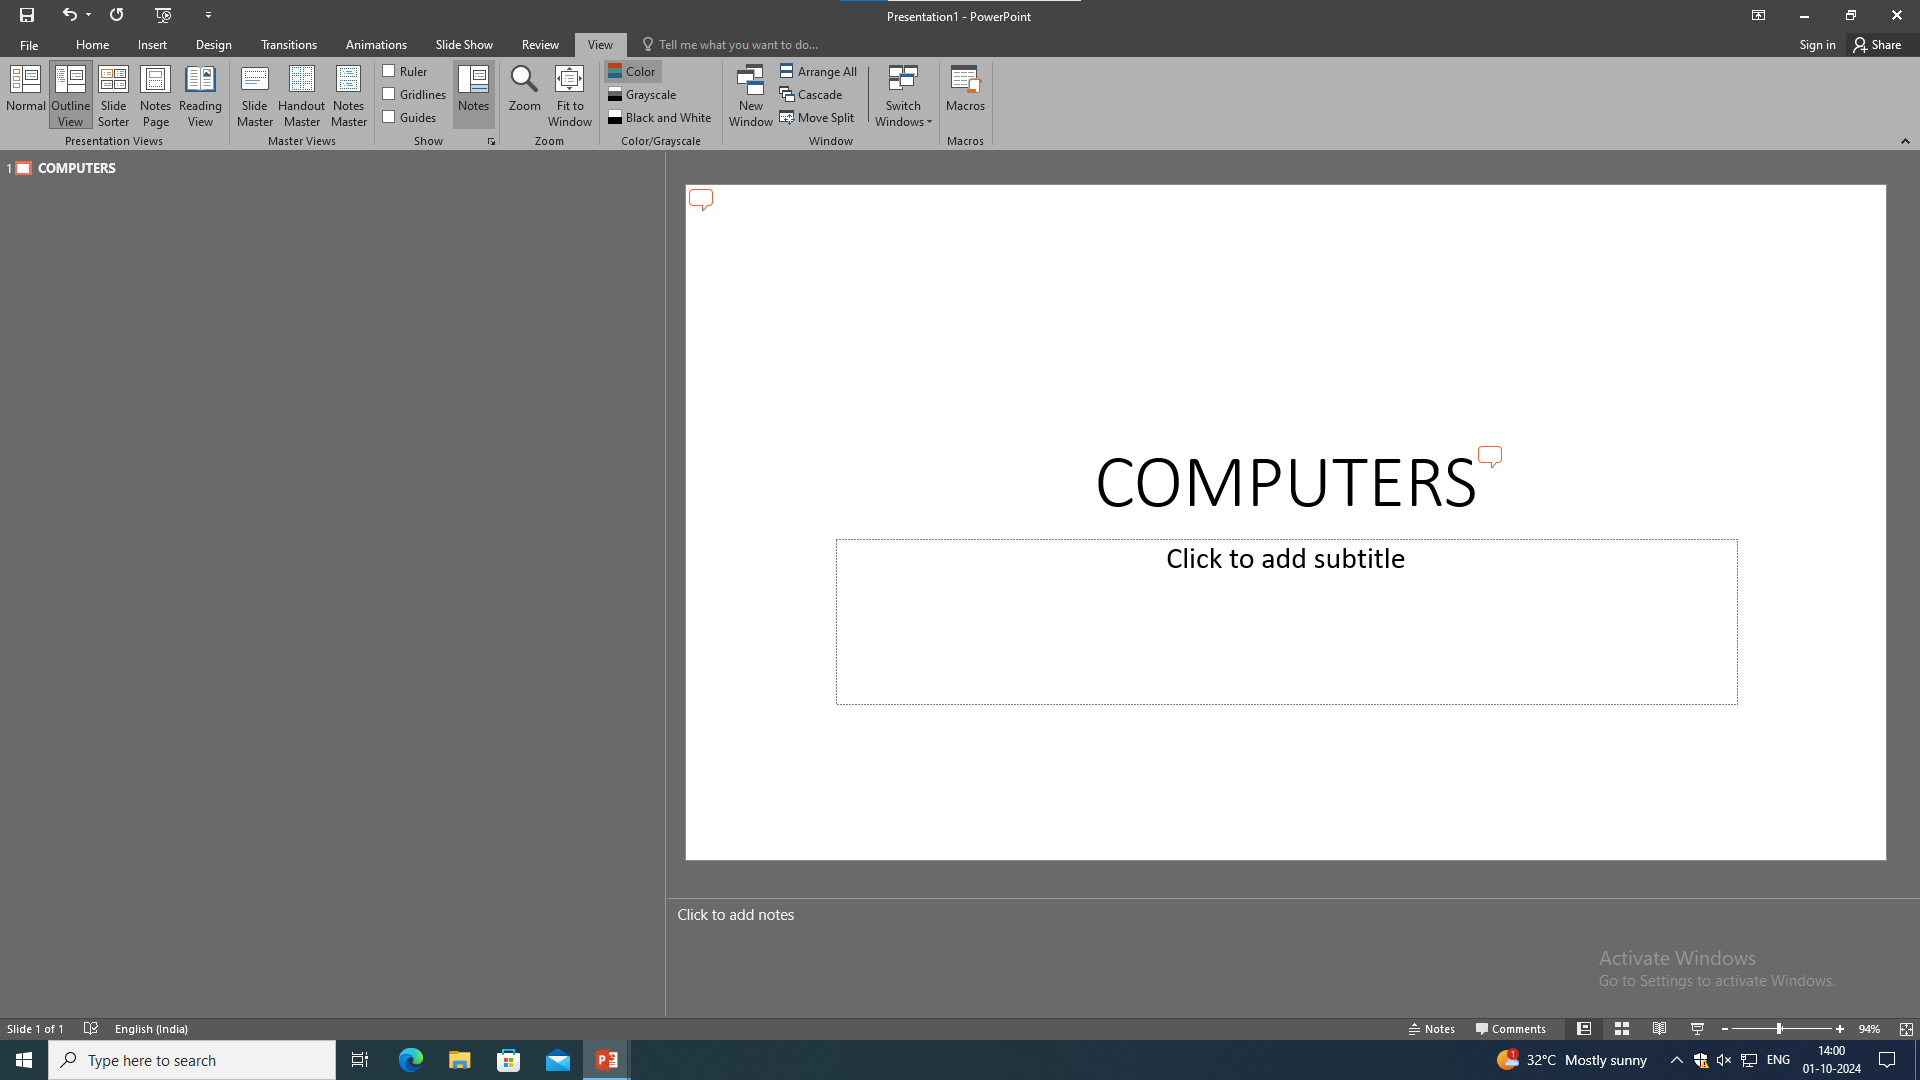 Presentation1 - PowerPoint
File Home Insert Design Transitions Animations Slide Show Review View Tell me what you want to do... Sign in Share
Normal
Outline View
Slide Sorter
Notes Page
Reading View
Presentation Views
Slide Master
Handout Master
Notes Master
Master Views
Ruler
Gridlines
Guides
Show
Notes
Zoom
Fit to Window
Zoom
Color
Grayscale
Black and White
Color/Grayscale
New Window
Arrange All
Cascade
Move Split
Switch Windows
Window
Macros
Macros
1 COMPUTERS
COMPUTERS
Click to add subtitle
Click to add notes
Activate Windows
Go to Settings to activate Windows.
Slide 1 of 1 English (India) Notes Comments 94%
Type here to search
1 32°C Mostly sunny ENG
14:00
01-10-2024